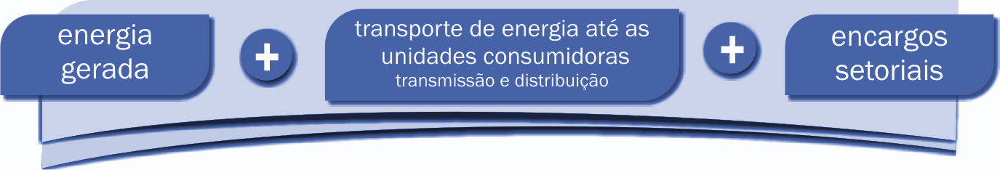 energia
gerada
+
transporte de energia até as
unidades consumidoras
transmissão e distribuição
+
encargos
setoriais